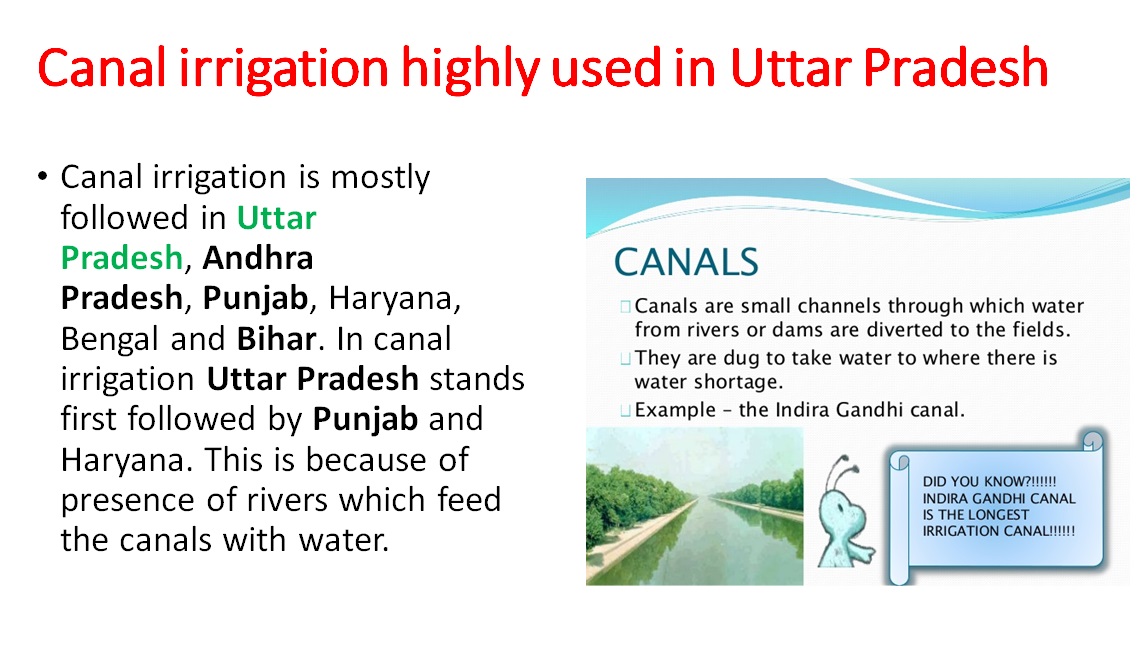 Canal irrigation highly used in Uttar Pradesh
• Canal irrigation is mostly
followed in Uttar
Pradesh, Andhra
Pradesh, Punjab, Haryana,
Bengal and Bihar. In canal
irrigation Uttar Pradesh stands
first followed by Punjab and
Haryana. This is because of
presence of rivers which feed
the canals with water.
CANALS
Canals are small channels through which water
from rivers or dams are diverted to the fields.
They are dug to take water to where there is
water shortage.
Example – the Indira Gandhi canal.
DID YOU KNOW?!!!!!!
INDIRA GANDHI CANAL
IS THE LONGEST
IRRIGATION CANAL!!!!!!